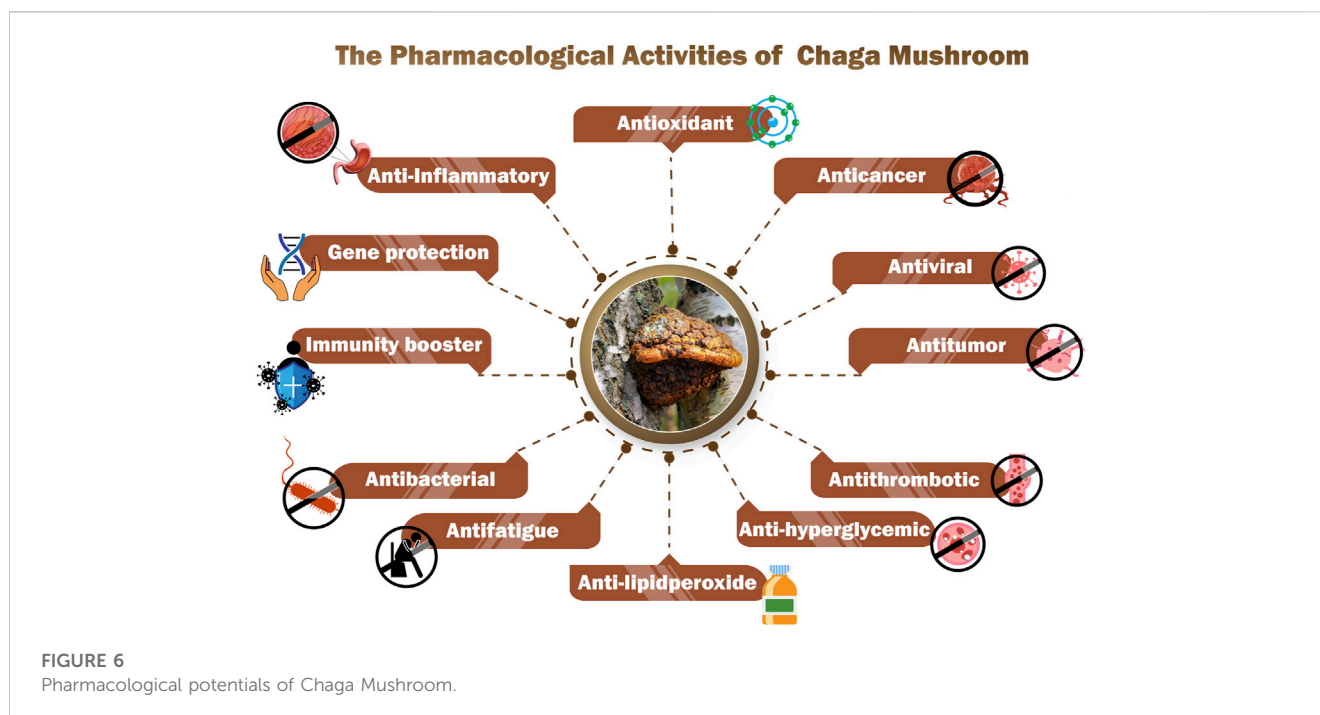 The Pharmacological Activities of Chaga Mushroom
Antioxidant
Anti-Inflammatory
Anticancer
Gene protection
Antiviral
Immunity booster
Antitumor
Antibacterial
Antithrombotic
Antifatigue
Anti-hyperglycemic
Anti-lipidperoxide
FIGURE 6
Pharmacological potentials of Chaga Mushroom.